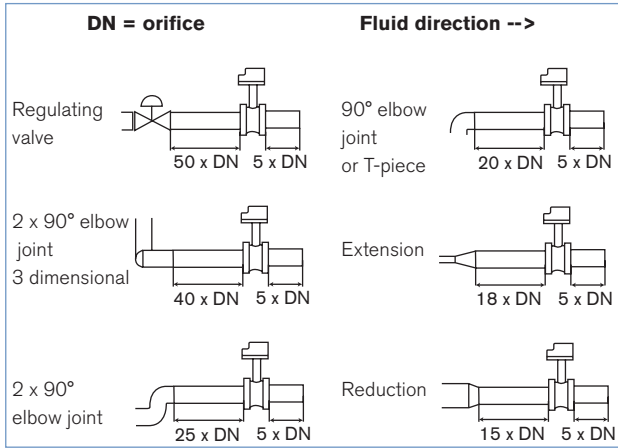 DN = orifice
Fluid direction -->
Regulating
valve
50 x DN 5 x DN
90° elbow
joint
or T-piece
20 x DN 5 x DN
2 x 90° elbow
joint
3 dimensional
40 x DN 5 x DN
Extension
18 x DN 5 x DN
2 x 90°
elbow joint
25 x DN 5 x DN
Reduction
15 x DN 5 x DN